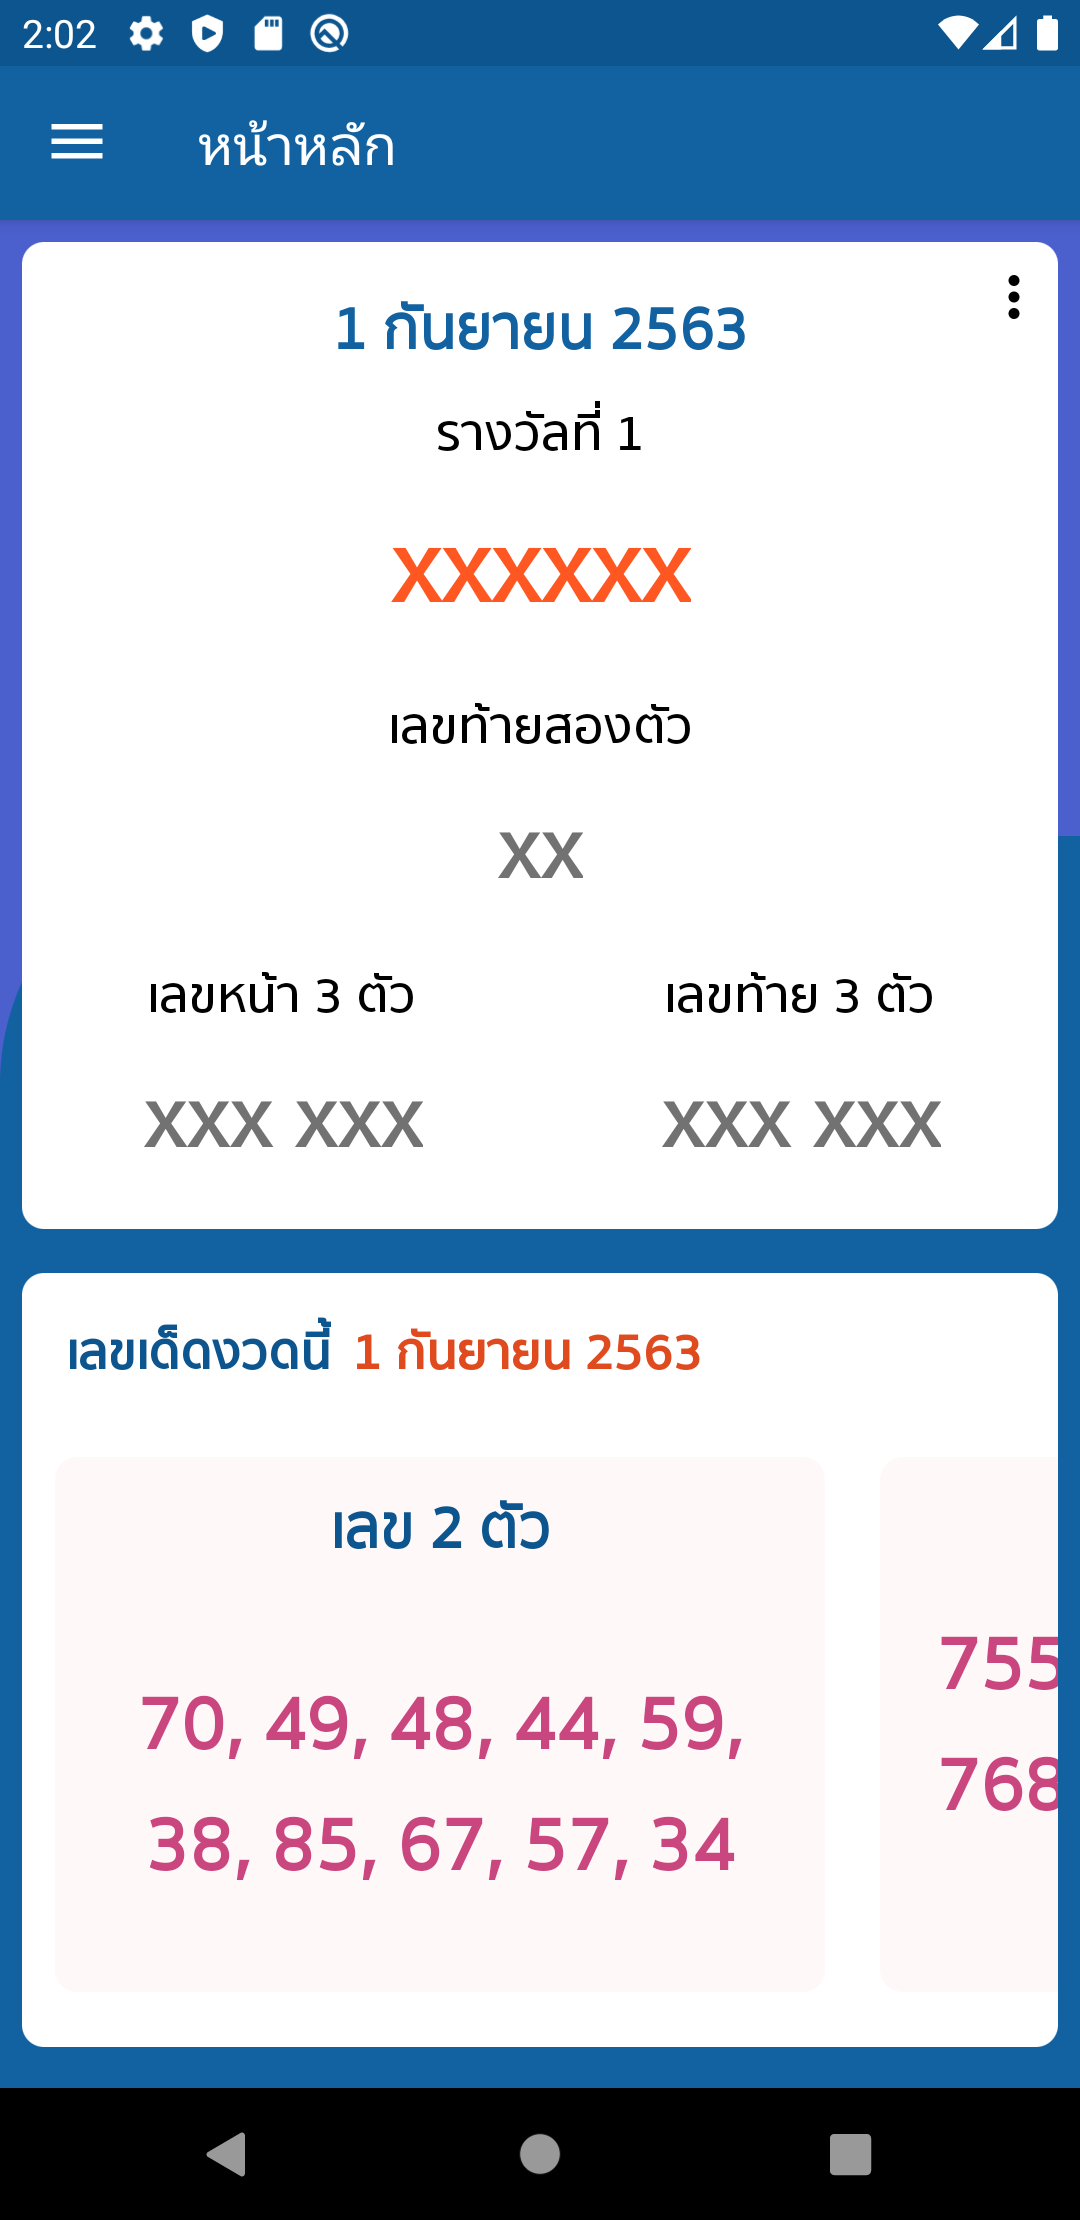 2:02
หน้าหลัก
1 กันยายน 2563
รางวัลที่ 1
XXXXXX
เลขท้ายสองตัว
XX
เลขหน้า 3 ตัว
เลขท้าย 3 ตัว
XXX XXX
XXX XXX
เลขเด็ดงวดนี้ 1 กันยายน 2563
เลข 2 ตัว
70, 49, 48, 44, 59,
38, 85, 67, 57, 34
755
768